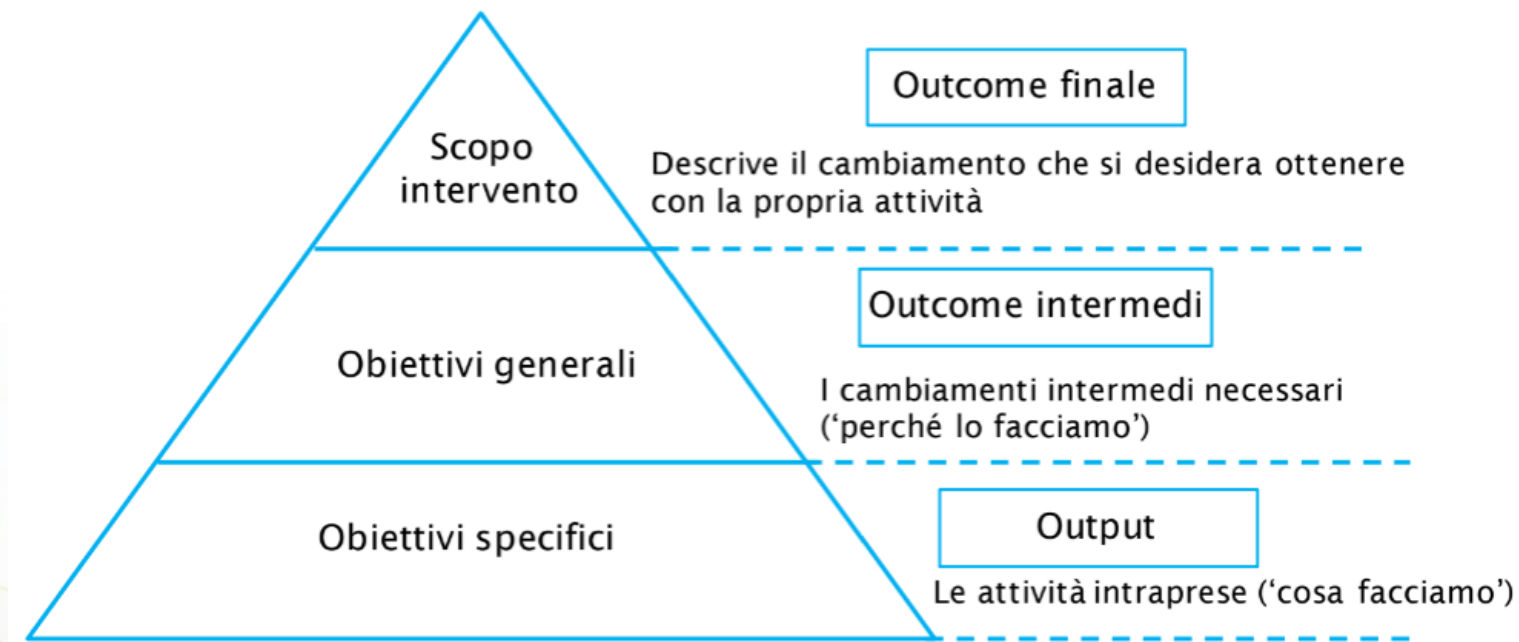 Outcome finale
Scopo
intervento
Descrive il cambiamento che si desidera ottenere
con la propria attività
Outcome intermedi
Obiettivi generali
I cambiamenti intermedi necessari
(‘perché lo facciamo’)
Output
Obiettivi specifici
Le attività intraprese (‘cosa facciamo’)